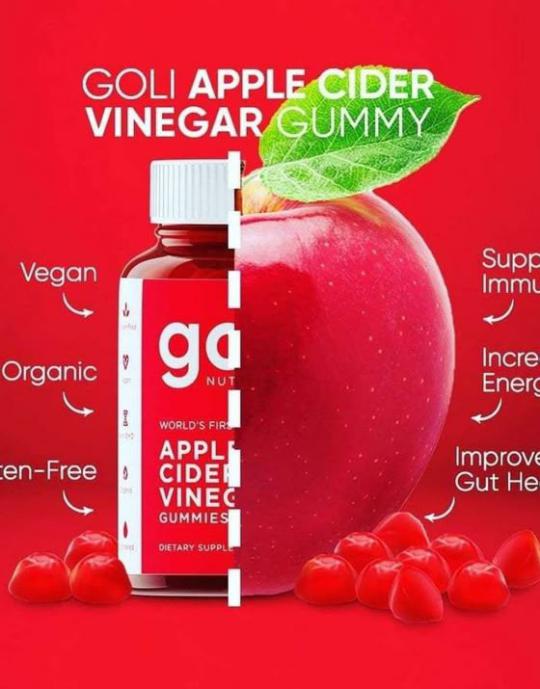 GOLI APPLE CIDER
VINEGAR GUMMY
Vegan
Organic
ten-Free
go
NUT
WORLD'S FIRS
APPLE
CIDER
VINEG
GUMMIES
DIETARY SUPPLE
Supp
Immu
Incre
Energ
Improve
Gut He